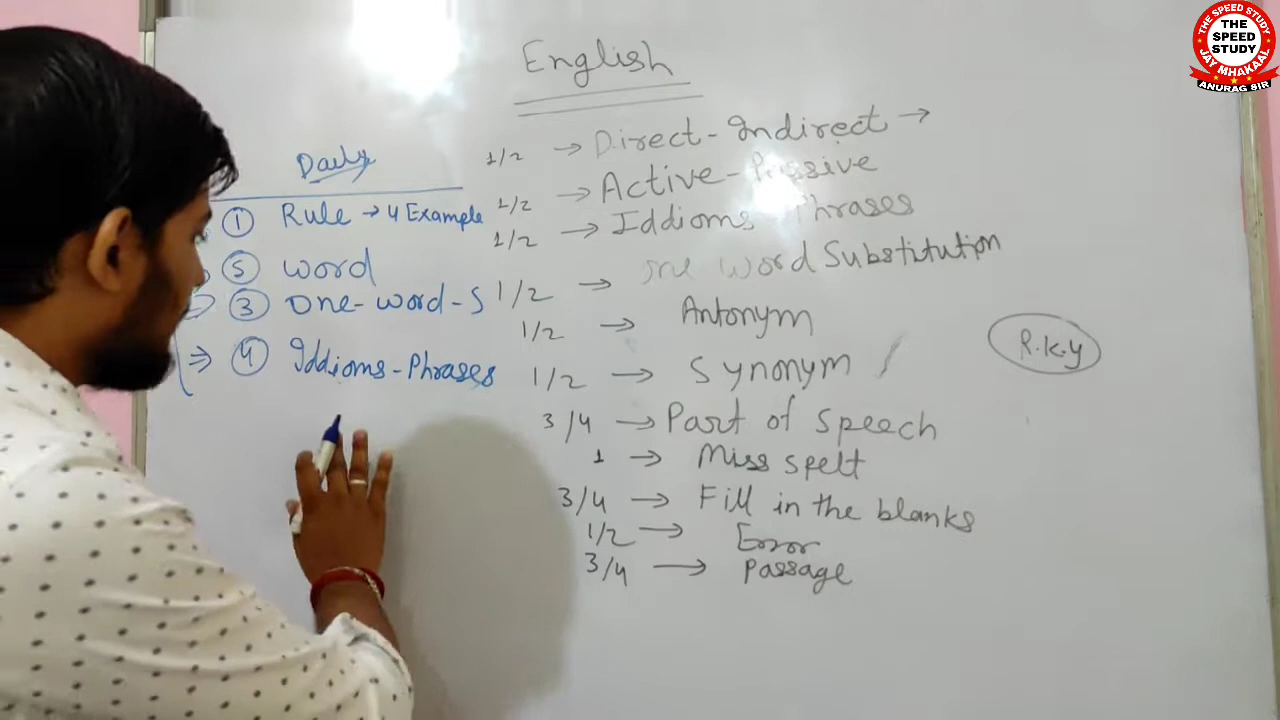 English
1/2 → Direct-Indirect →
1/2 → Active-Passive
1/2 → Iddioms Phrases
1/2 → one word Substitution
1/2 → Antonym
1/2 → Synonym /
3/4 → Part of speech
1 → Miss spelt
3/4 → Fill in the blanks
1/2 → Error
3/4 → Passage
Daily
① Rule → 4 Example
⑤ word
③ One-word-S
⇒ ④ Iddioms-Phrases
R.K.y
THE SPEED STUDY
THE
SPEED
STUDY
JAY MHAKAAL
ANURAG SIR